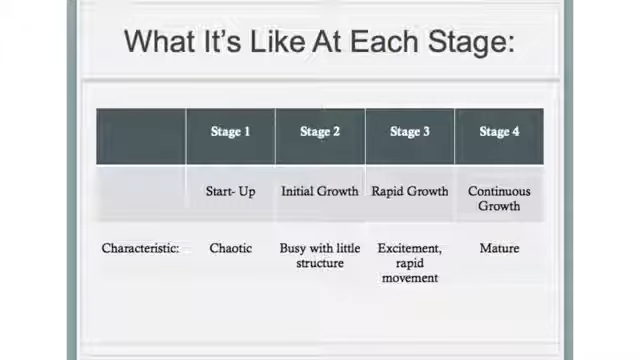 What It's Like At Each Stage:
Stage 1 Stage 2 Stage 3 Stage 4
Start- Up Initial Growth Rapid Growth Continuous
Growth
Characteristic: Chaotic Busy with little Excitement, Mature
structure rapid
movement